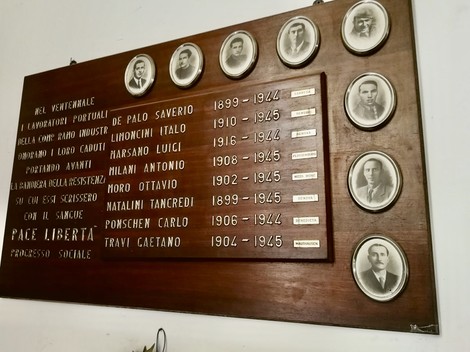 NEL VENTENNALE
I LAVORATORI PORTUALI
DELLA COMP. RAMO INDUSTR
ONORANO I LORO CADUTI
PORTANDO AVANTI
LA BANDIERA DELLA RESISTENZA
SU CUI ESSI SCRISSERO
CON IL SANGUE
PACE LIBERTA'
PROGRESSO SOCIALE
DE PALO SAVERIO 1899-1944
LIMONCINI ITALO 1910-1945
MARSANO LUIGI 1916-1944
MILANI ANTONIO 1908-1945
MORO OTTAVIO 1902-1945
NATALINI TANCREDI 1899-1945
PONSCHEN CARLO 1906-1944
TRAVI GAETANO 1904-1945